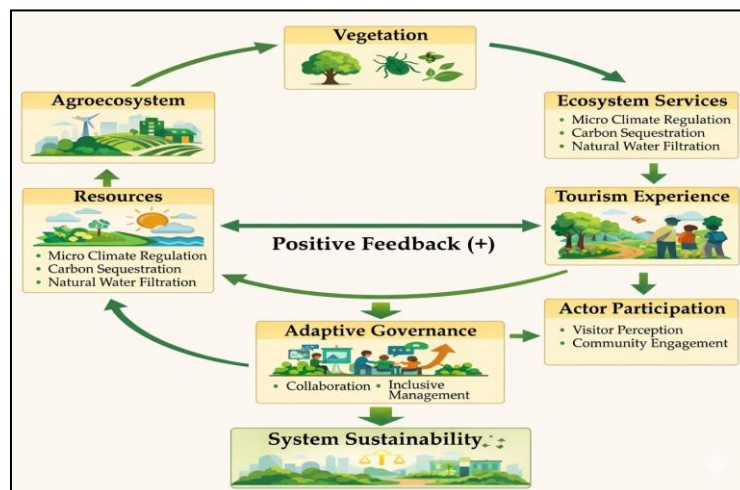 Vegetation
Agroecosystem
Ecosystem Services
• Micro Climate Regulation
• Carbon Sequestration
• Natural Water Filtration
Resources
• Micro Climate Regulation
• Carbon Sequestration
• Natural Water Filtration
Positive Feedback (+)
Tourism Experience
Adaptive Governance
• Collaboration • Inclusive
Management
Actor Participation
• Visitor Perception
• Community Engagement
System Sustainability